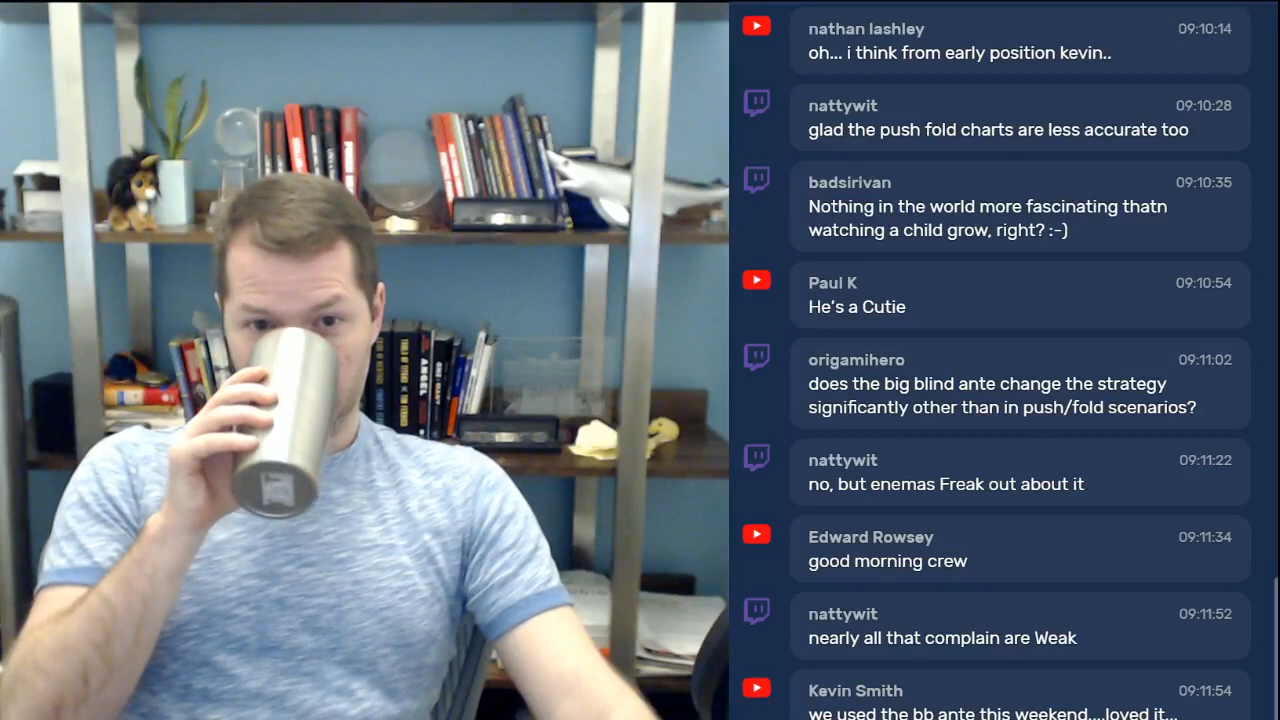 nathan lashley 09:10:14
oh... i think from early position kevin..
nattywit 09:10:28
glad the push fold charts are less accurate too
badsirivan 09:10:35
Nothing in the world more fascinating thatn
watching a child grow, right? :-)
Paul K 09:10:54
He's a Cutie
origamihero 09:11:02
does the big blind ante change the strategy
significantly other than in push/fold scenarios?
nattywit 09:11:22
no, but enemas Freak out about it
Edward Rowsey 09:11:34
good morning crew
nattywit 09:11:52
nearly all that complain are Weak
Kevin Smith 09:11:54
we used the bb ante this weekend....loved it...
ANGEL